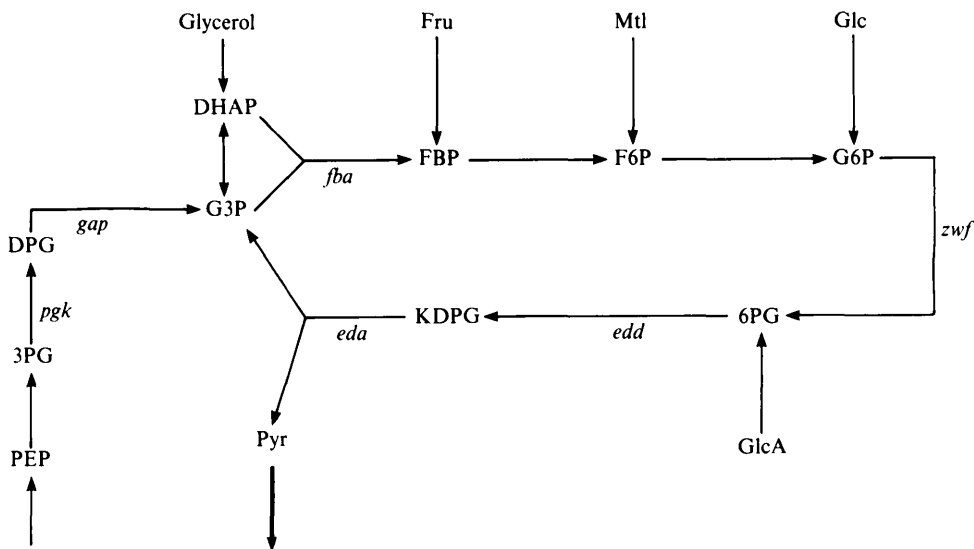 Glycerol
Fru
Mtl
Glc
DHAP
FBP
F6P
G6P
fba
G3P
gap
DPG
zwf
pgk
KDPG
6PG
eda
edd
3PG
Pyr
GlcA
PEP